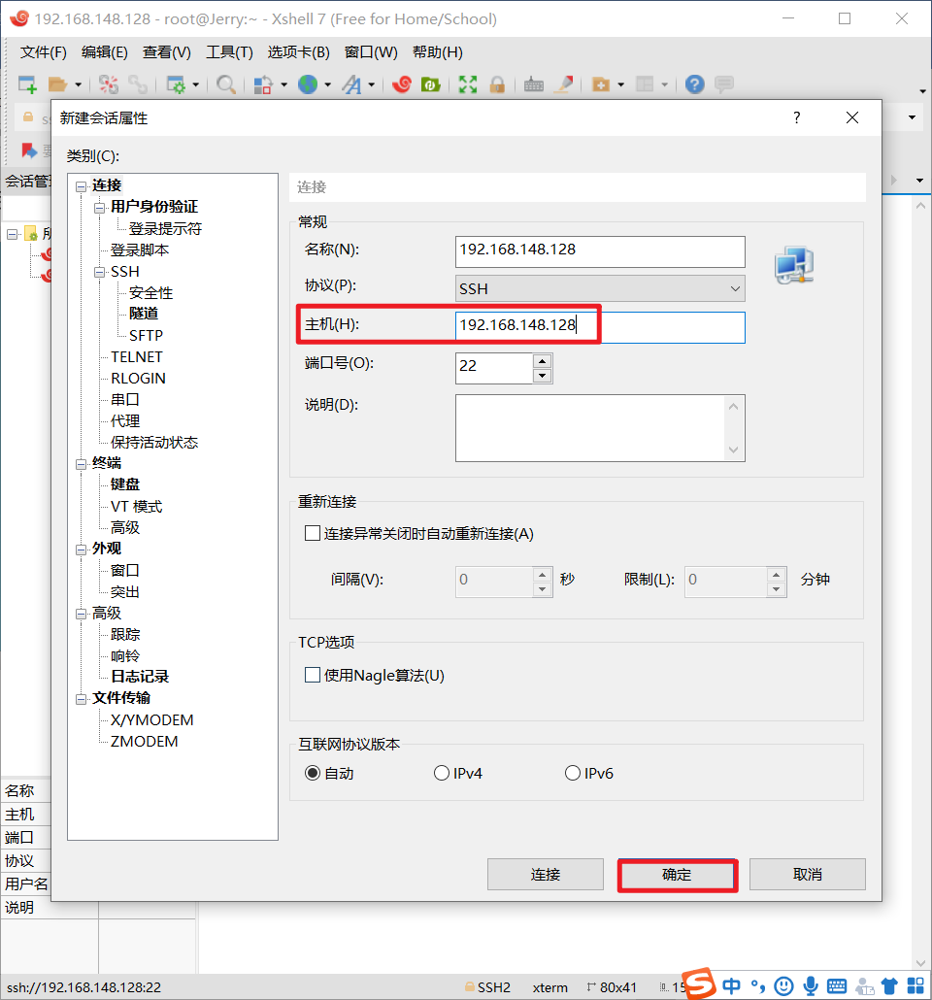 192.168.148.128 - root@Jerry:~ - Xshell 7 (Free for Home/School)
文件(F) 编辑(E) 查看(V) 工具(T) 选项卡(B) 窗口(W) 帮助(H)
新建会话属性
类别(C):
连接
用户身份验证
登录提示符
登录脚本
SSH
安全性
隧道
SFTP
TELNET
RLOGIN
串口
代理
保持活动状态
终端
键盘
VT 模式
高级
外观
窗口
突出
高级
跟踪
响铃
日志记录
文件传输
X/YMODEM
ZMODEM
连接
常规
名称(N): 192.168.148.128
协议(P): SSH
主机(H): 192.168.148.128
端口号(O): 22
说明(D):
重新连接
连接异常关闭时自动重新连接(A)
间隔(V): 0 秒 限制(L): 0 分钟
TCP选项
使用Nagle算法(U)
互联网协议版本
自动 IPv4 IPv6
连接 确定 取消
会话管
所
名称
主机
端口
协议
用户名
说明
ssh://192.168.148.128:22 SSH2 xterm 80x41 15
中